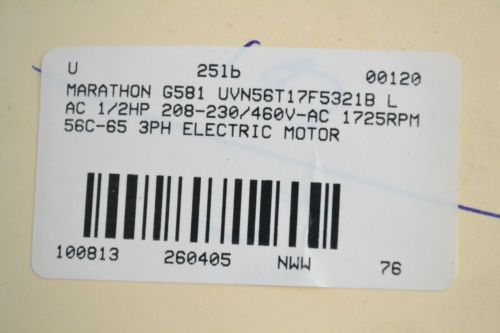 U 251b 00120
MARATHON G581 UVN56T17F5321B L
AC 1/2HP 208-230/460V-AC 1725RPM
56C-65 3PH ELECTRIC MOTOR
100813 260405 NWW 76